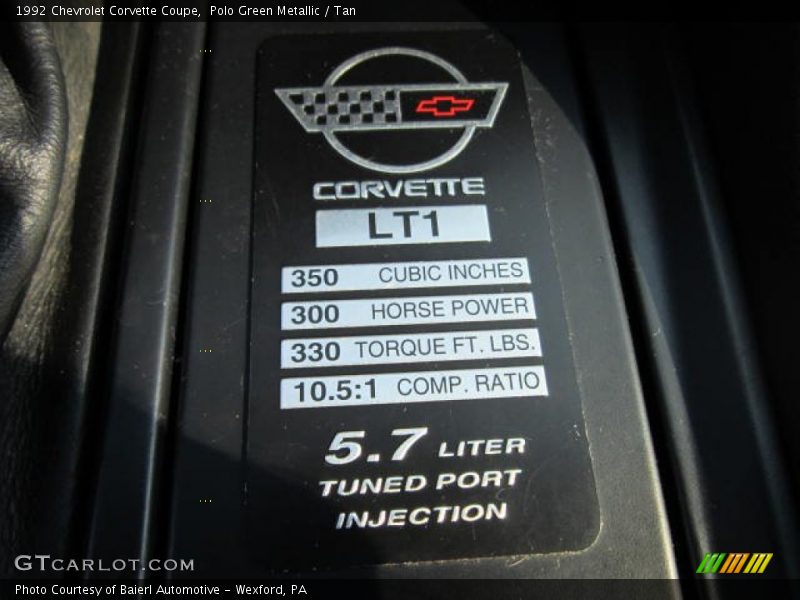 1992 Chevrolet Corvette Coupe, Polo Green Metallic / Tan
CORVETTE
LT1
350 CUBIC INCHES
300 HORSE POWER
330 TORQUE FT. LBS.
10.5:1 COMP. RATIO
5.7 LITER
TUNED PORT
INJECTION
GTCARLOT.COM
Photo Courtesy of Baierl Automotive - Wexford, PA